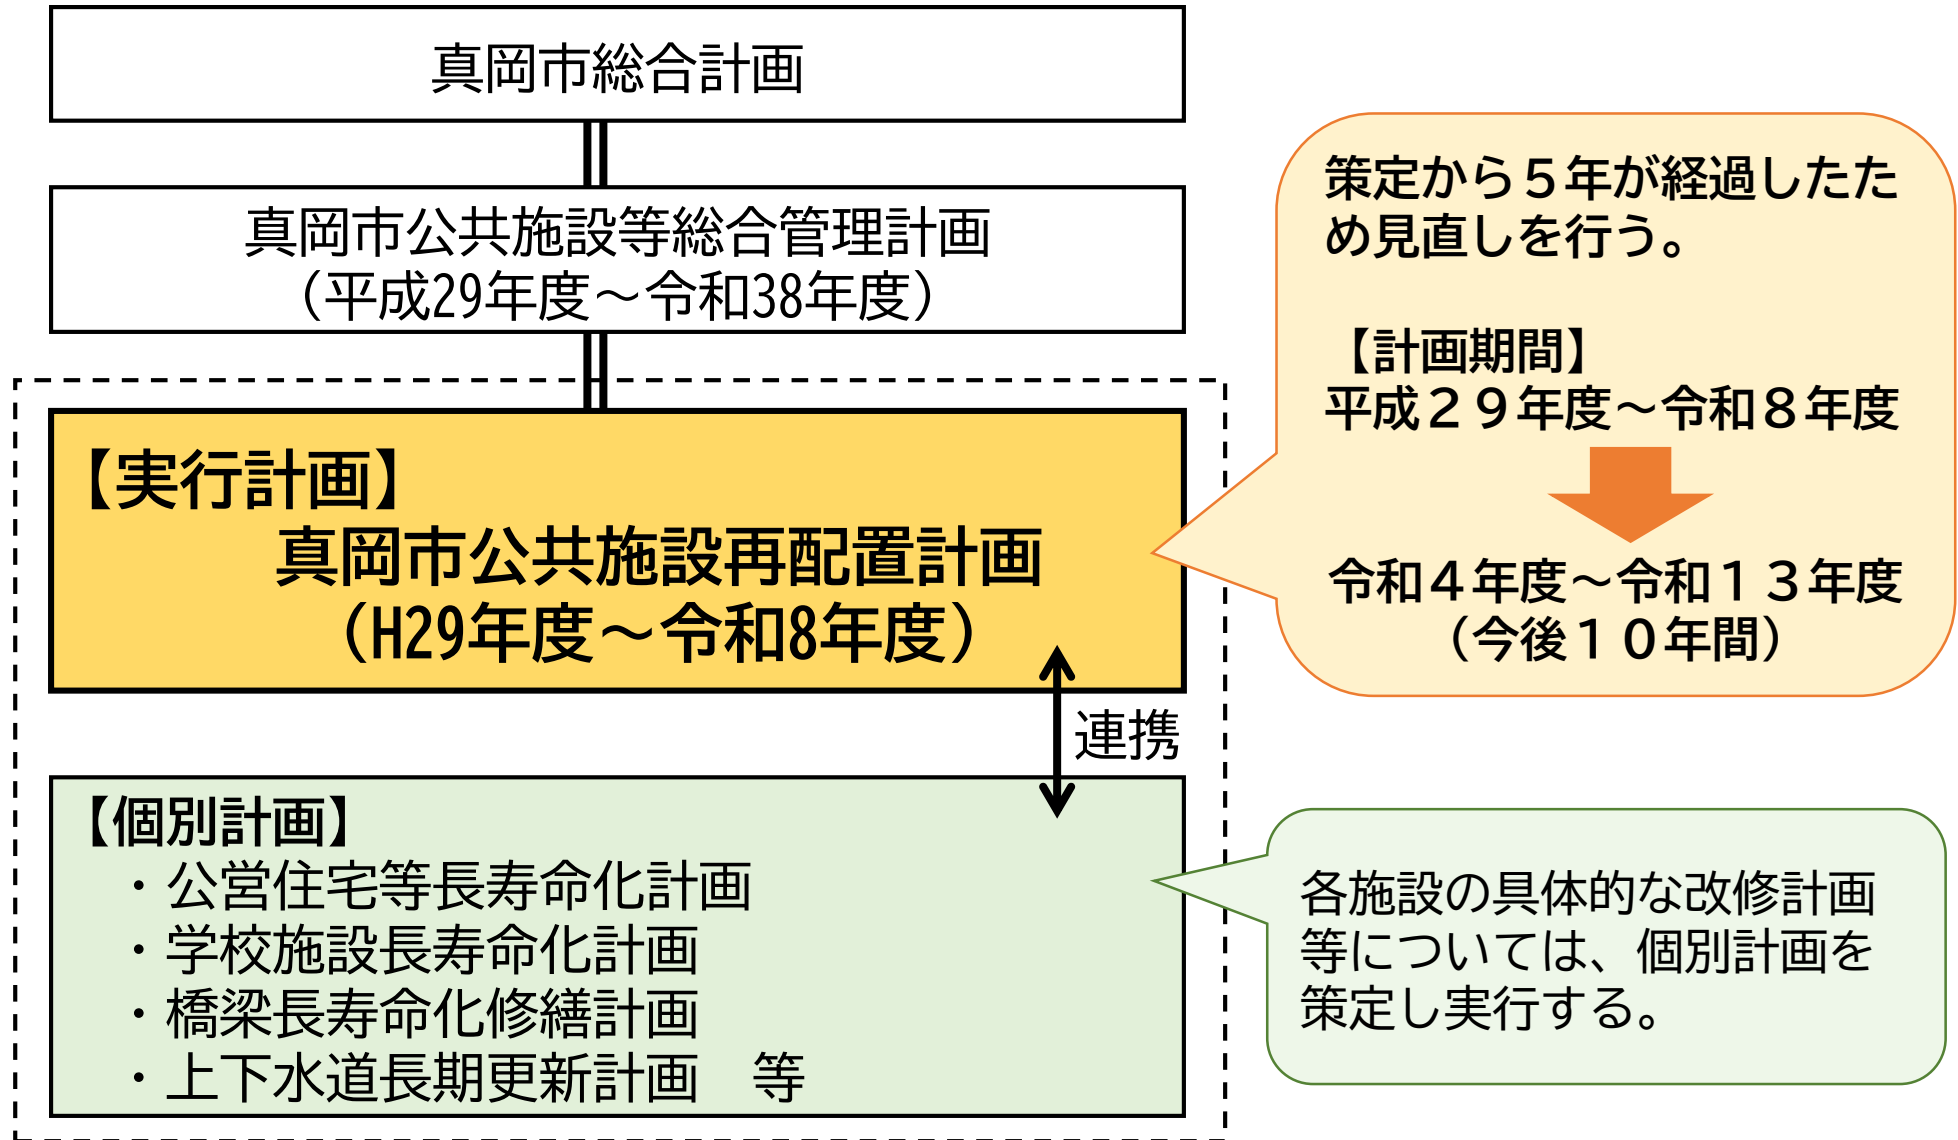 真岡市総合計画
真岡市公共施設等総合管理計画
（平成29年度～令和38年度）
【実行計画】
真岡市公共施設再配置計画
（H29年度～令和8年度）
連携
【個別計画】
・公営住宅等長寿命化計画
・学校施設長寿命化計画
・橋梁長寿命化修繕計画
・上下水道長期更新計画　等
策定から５年が経過したた
め見直しを行う。
【計画期間】
平成２９年度～令和８年度
令和４年度～令和１３年度
（今後１０年間）
各施設の具体的な改修計画
等については、個別計画を
策定し実行する。